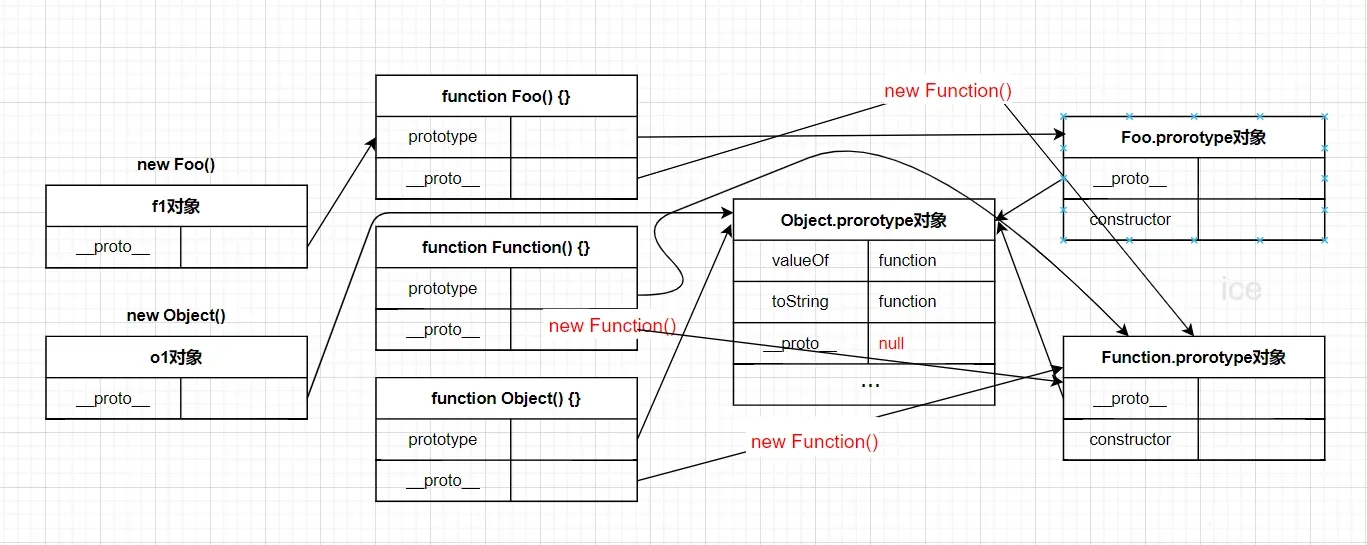 new Foo()
f1对象
__proto__
new Object()
o1对象
__proto__
function Foo() {}
prototype
__proto__
function Function() {}
prototype
__proto__
new Function()
function Object() {}
prototype
__proto__
new Function()
Object.prorotype对象
valueOf function
toString function
__proto__ null
...
new Function()
Foo.prorotype对象
__proto__
constructor
ice
Function.prorotype对象
__proto__
constructor